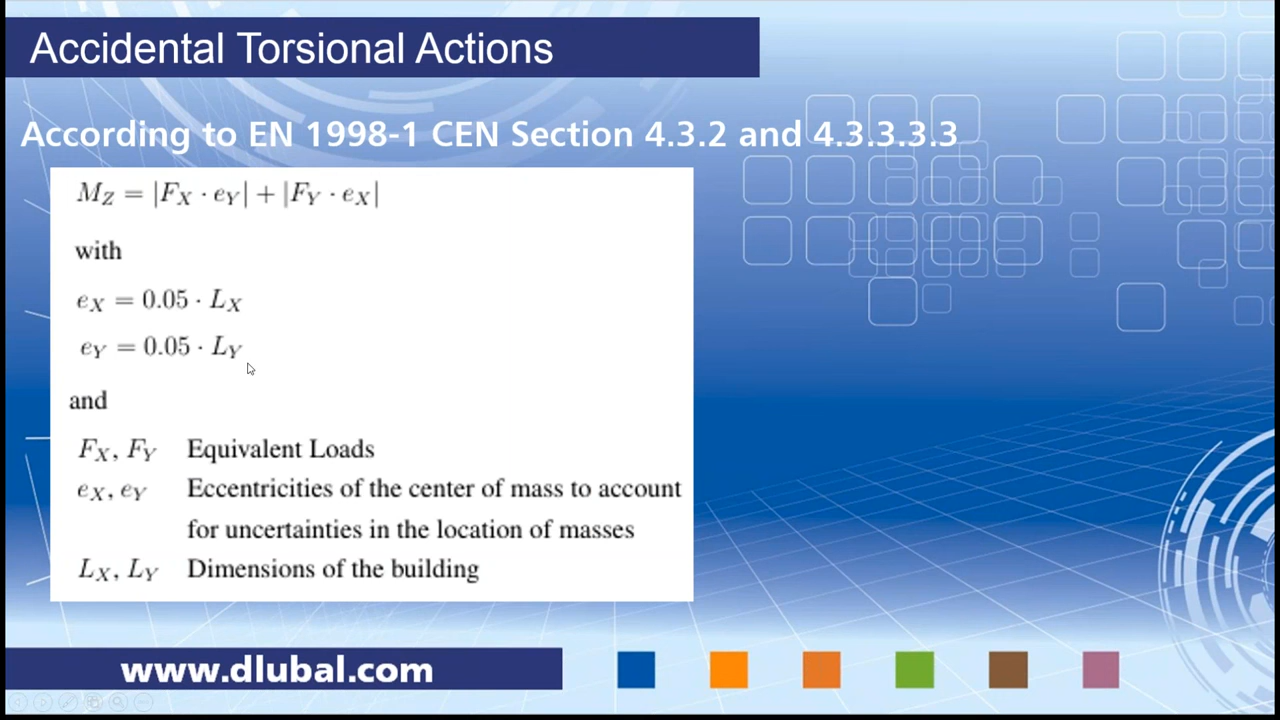 Accidental Torsional Actions
According to EN 1998-1 CEN Section 4.3.2 and 4.3.3.3.3
M_Z = |F_X · e_Y| + |F_Y · e_X|
with
e_X = 0.05 · L_X
e_Y = 0.05 · L_Y
and
F_X, F_Y Equivalent Loads
e_X, e_Y Eccentricities of the center of mass to account
for uncertainties in the location of masses
L_X, L_Y Dimensions of the building
www.dlubal.com